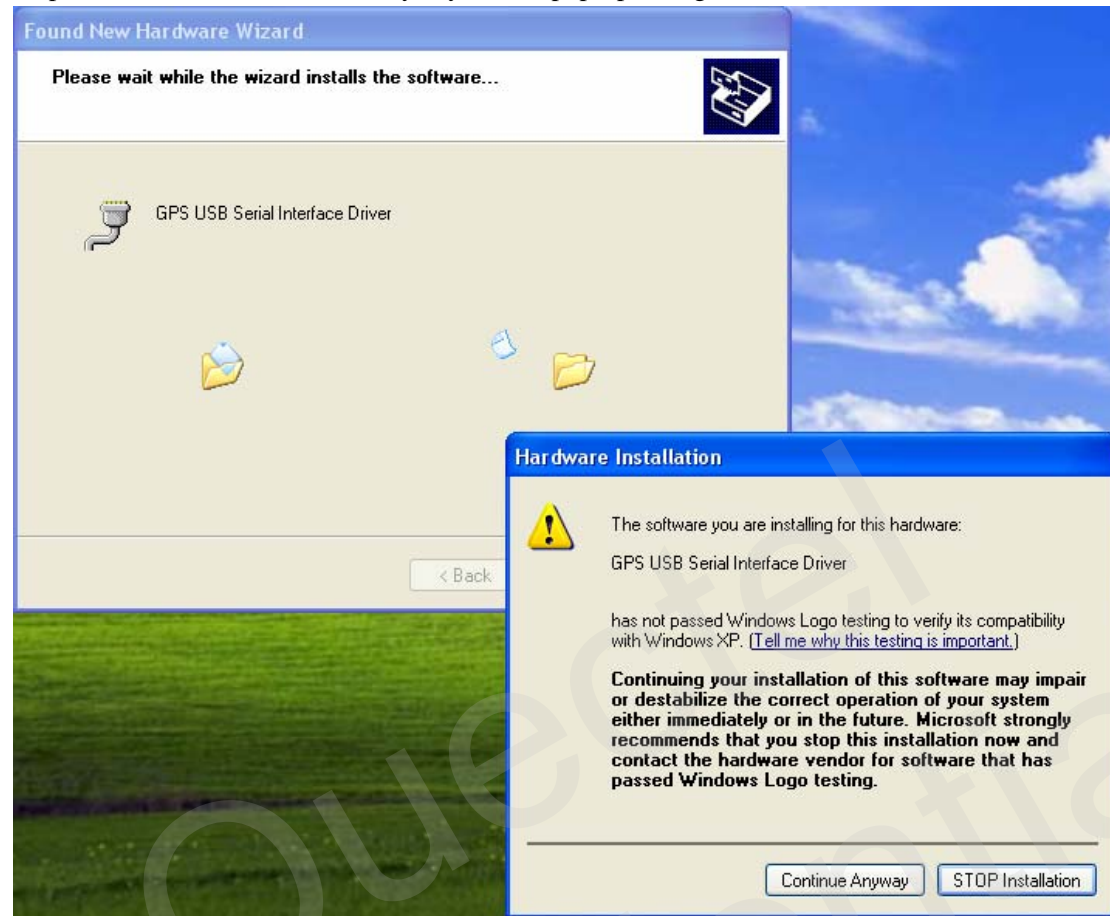 Found New Hardware Wizard
Please wait while the wizard installs the software...
GPS USB Serial Interface Driver
< Back
Hardware Installation
The software you are installing for this hardware:
GPS USB Serial Interface Driver
has not passed Windows Logo testing to verify its compatibility
with Windows XP. (Tell me why this testing is important.)
Continuing your installation of this software may impair
or destabilize the correct operation of your system
either immediately or in the future. Microsoft strongly
recommends that you stop this installation now and
contact the hardware vendor for software that has
passed Windows Logo testing.
Continue Anyway
STOP Installation
Quectel